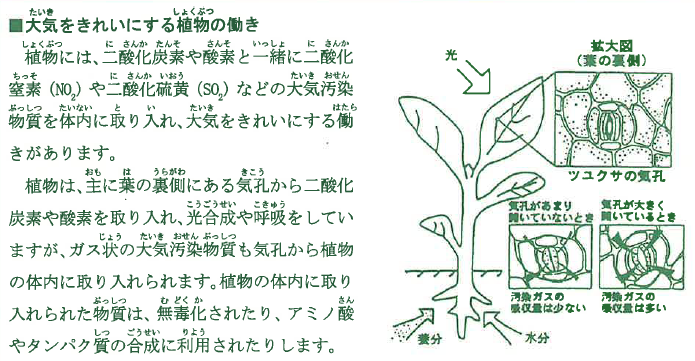 ■大気をきれいにする植物の働き
植物には、二酸化炭素や酸素と一緒に二酸化
窒素(NO₂)や二酸化硫黄(SO₂)などの大気汚染
物質を体内に取り入れ、大気をきれいにする働
きがあります。
植物は、主に葉の裏側にある気孔から二酸化
炭素や酸素を取り入れ、光合成や呼吸をしてい
ますが、ガス状の大気汚染物質も気孔から植物
の体内に取り入れられます。植物の体内に取り
入れられた物質は、無毒化されたり、アミノ酸
やタンパク質の合成に利用されたりします。
光
拡大図
(葉の裏側)
ツユクサの気孔
気孔があまり
開いていないとき
汚染ガスの
吸収量は少ない
気孔が大きく
開いているとき
汚染ガスの
吸収量は多い
養分
水分